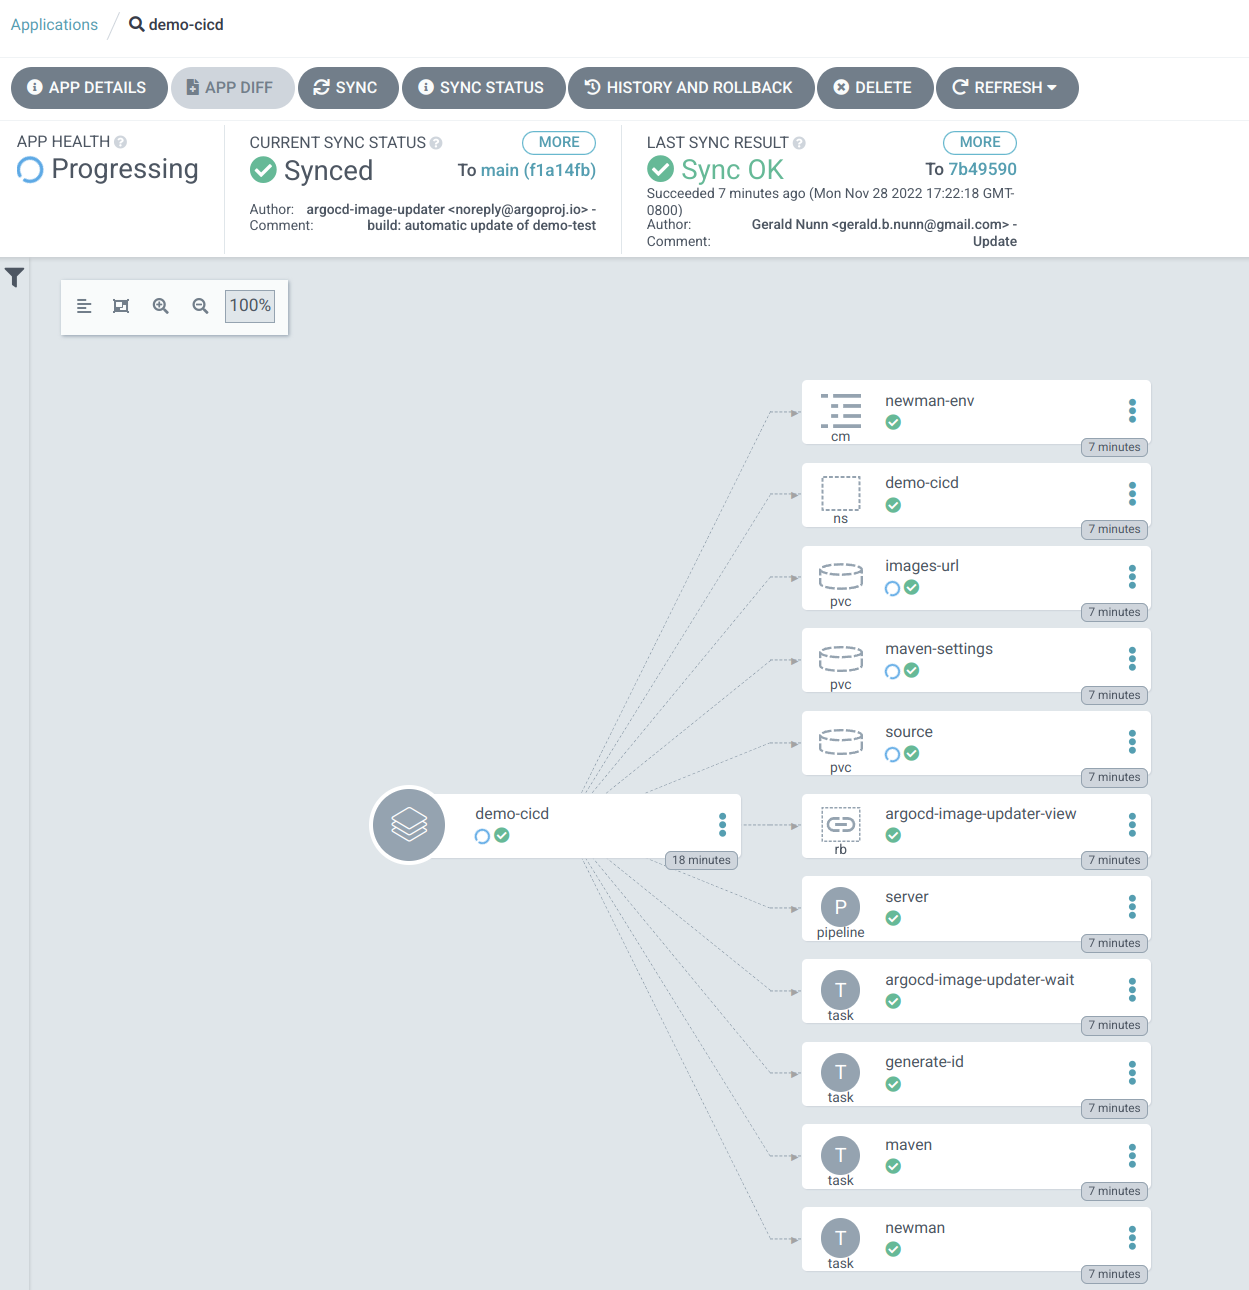 Applications demo-cicd
APP DETAILS APP DIFF SYNC SYNC STATUS HISTORY AND ROLLBACK DELETE REFRESH
APP HEALTH
Progressing
CURRENT SYNC STATUS MORE
Synced To main (f1a14fb)
Author: argocd-image-updater <noreply@argoproj.io> -
Comment: build: automatic update of demo-test
LAST SYNC RESULT MORE
Sync OK To 7b49590
Succeeded 7 minutes ago (Mon Nov 28 2022 17:22:18 GMT-
0800)
Author: Gerald Nunn <gerald.b.nunn@gmail.com> -
Comment: Update
100%
demo-cicd
18 minutes
newman-env
cm
7 minutes
demo-cicd
ns
7 minutes
images-url
pvc
7 minutes
maven-settings
pvc
7 minutes
source
pvc
7 minutes
argocd-image-updater-view
rb
7 minutes
server
P
pipeline
7 minutes
argocd-image-updater-wait
T
task
7 minutes
generate-id
T
task
7 minutes
maven
T
task
7 minutes
newman
T
task
7 minutes